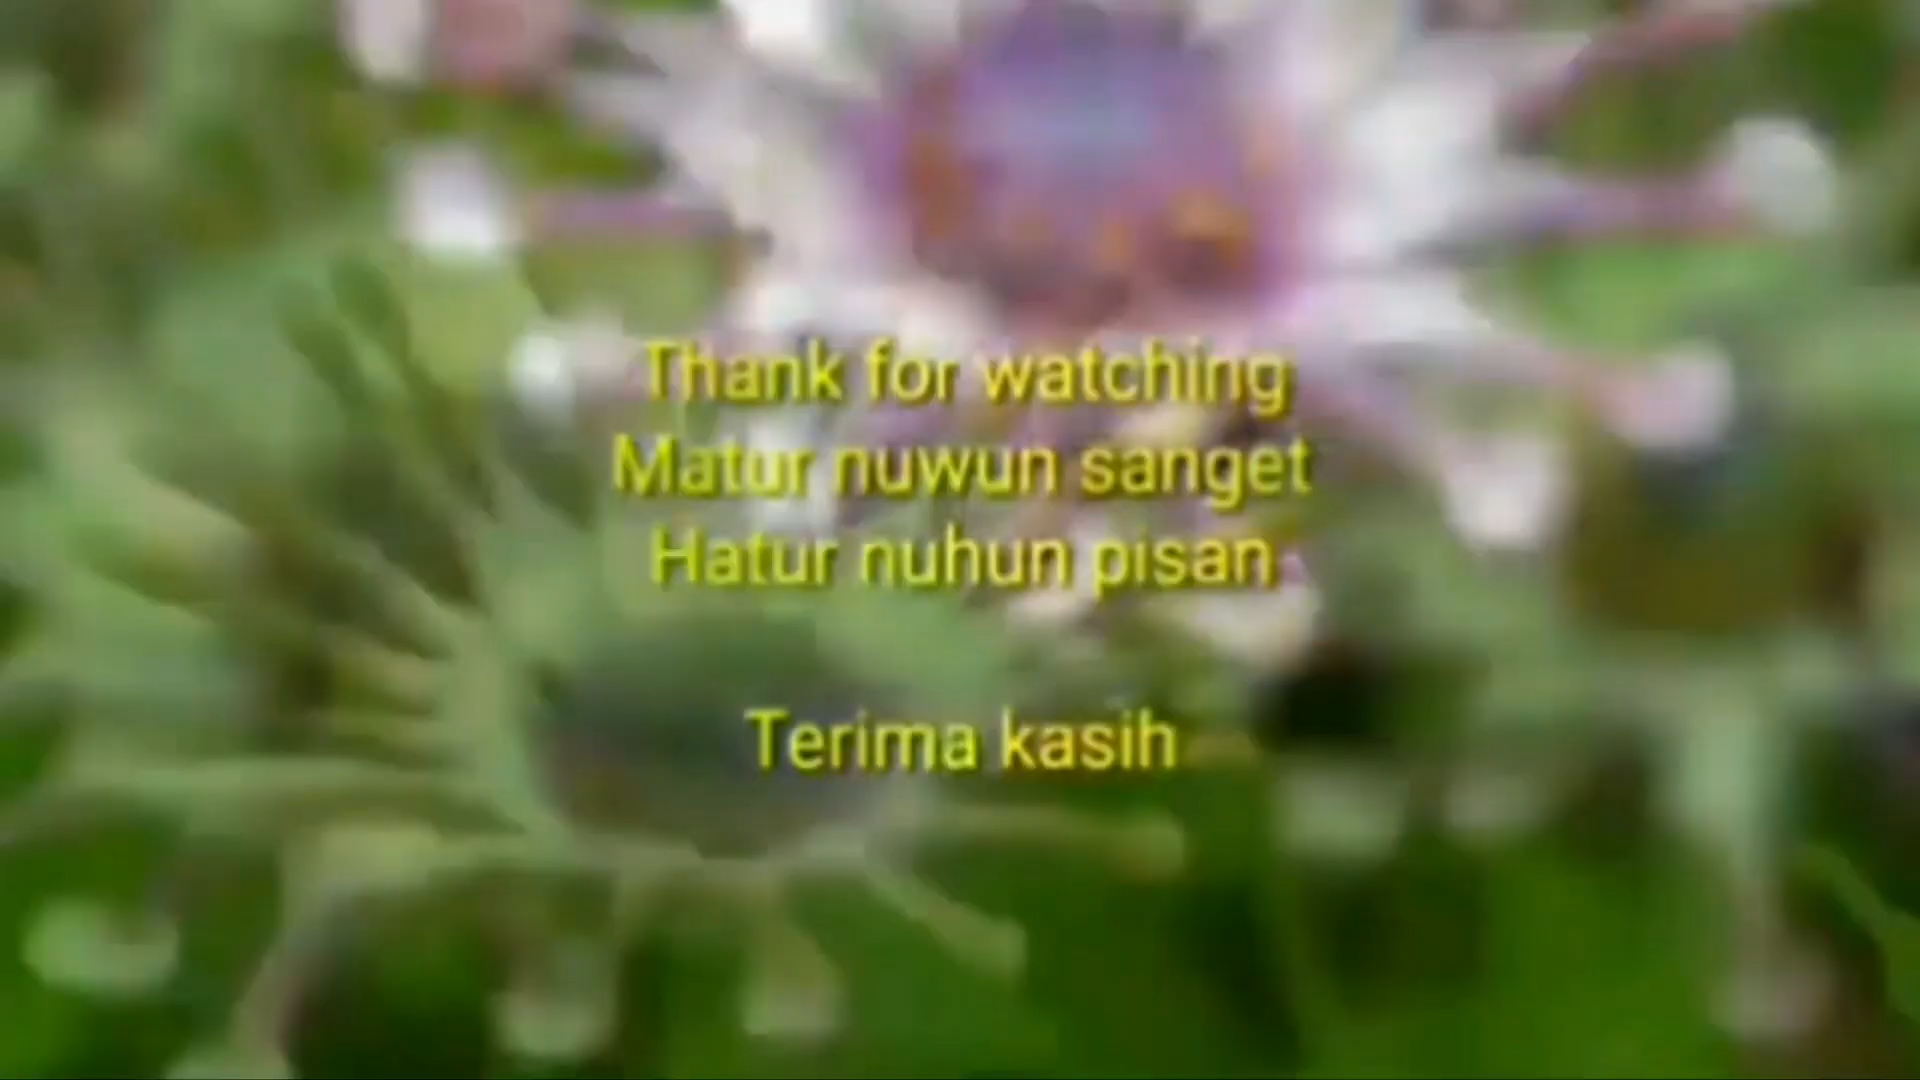 Thank for watching
Matur nuwun sanget
Hatur nuhun pisan
Terima kasih